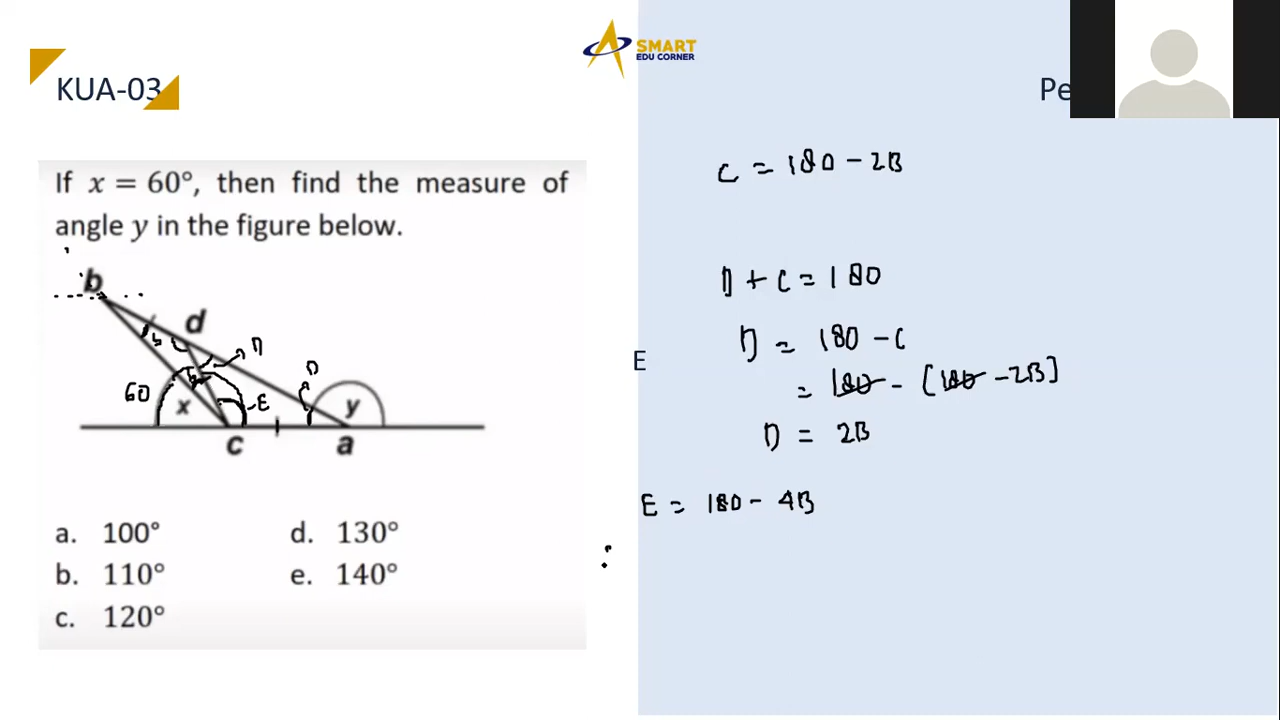 SMART
EDU CORNER
KUA-03
Pe
If x = 60°, then find the measure of
angle y in the figure below.
b
d
60
x
E
c
y
a
a. 100°
b. 110°
c. 120°
d. 130°
e. 140°
C = 180 - 2B
D + C = 180
D = 180 - C
= 180 - [180 - 2B]
D = 2B
E
E = 180 - 4B